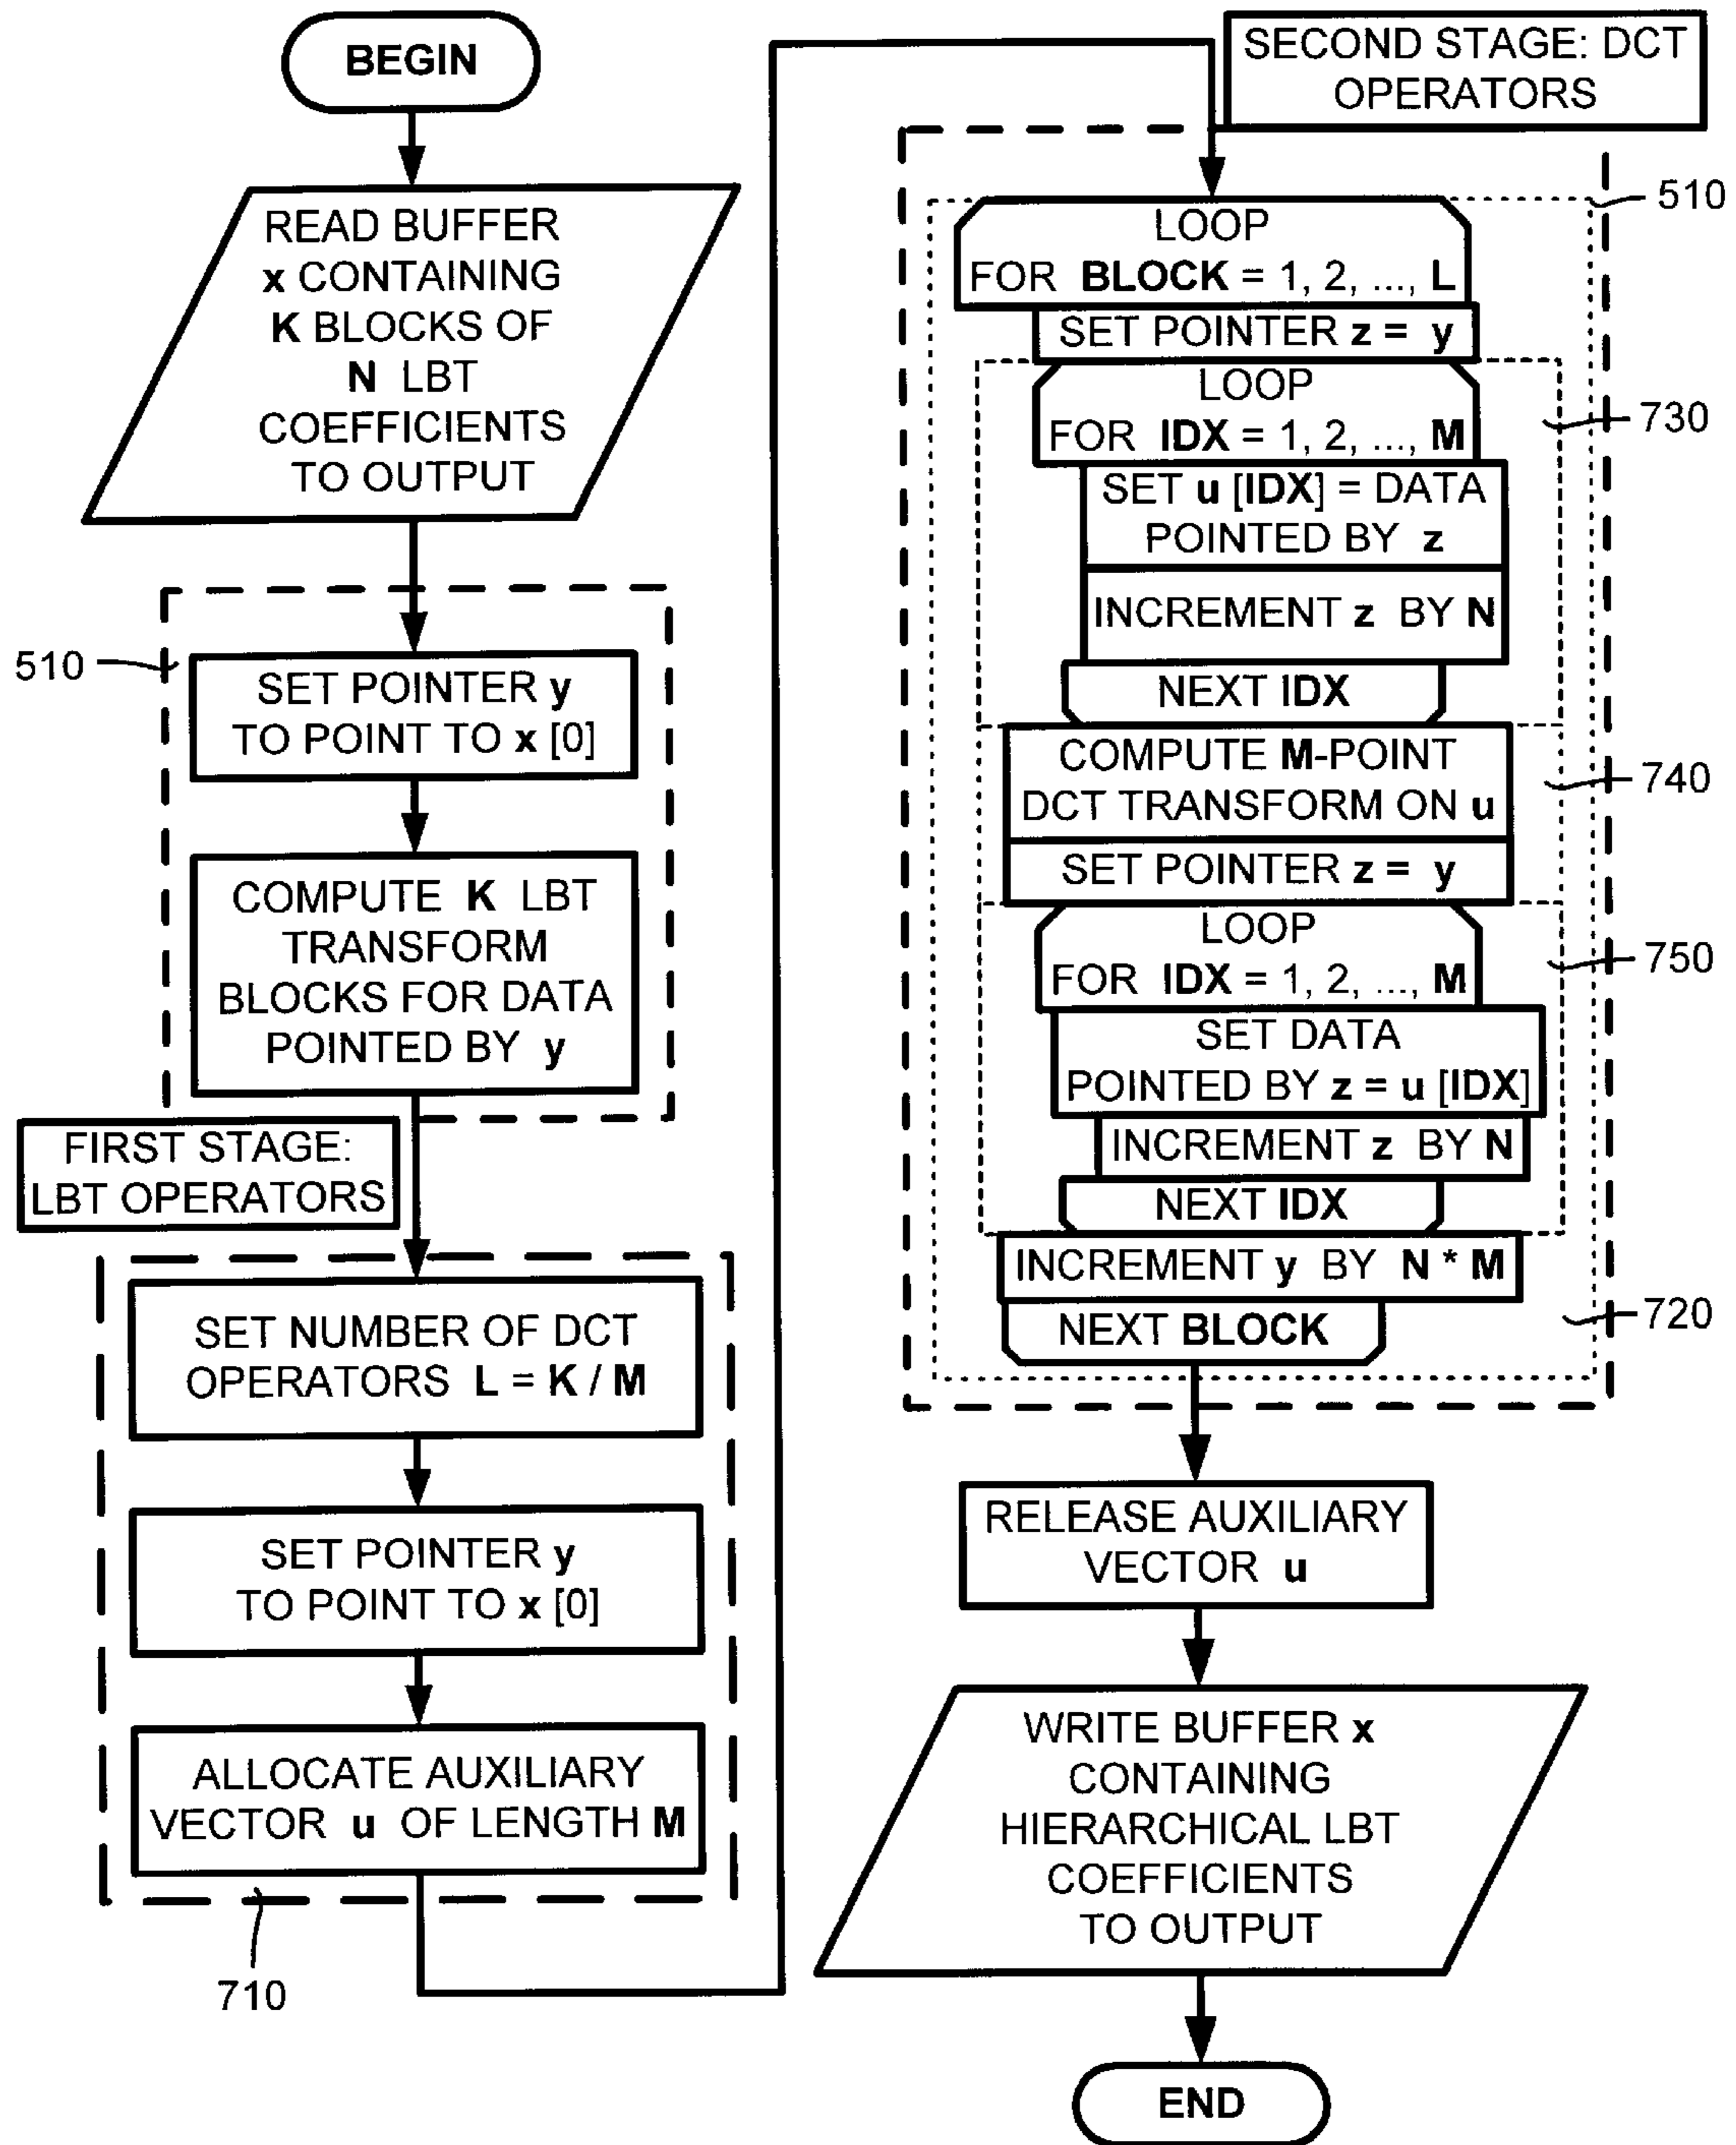 BEGIN
READ BUFFER
x CONTAINING
K BLOCKS OF
N LBT
COEFFICIENTS
TO OUTPUT
510
SET POINTER y
TO POINT TO x [0]
COMPUTE K LBT
TRANSFORM
BLOCKS FOR DATA
POINTED BY y
FIRST STAGE:
LBT OPERATORS
SET NUMBER OF DCT
OPERATORS L = K / M
SET POINTER y
TO POINT TO x [0]
ALLOCATE AUXILIARY
VECTOR u OF LENGTH M
710
SECOND STAGE: DCT
OPERATORS
510
LOOP
FOR BLOCK = 1, 2, ..., L
SET POINTER z = y
LOOP
FOR IDX = 1, 2, ..., M
730
SET u [IDX] = DATA
POINTED BY z
INCREMENT z BY N
NEXT IDX
COMPUTE M-POINT
DCT TRANSFORM ON u
740
SET POINTER z = y
LOOP
FOR IDX = 1, 2, ..., M
750
SET DATA
POINTED BY z = u [IDX]
INCREMENT z BY N
NEXT IDX
INCREMENT y BY N * M
NEXT BLOCK
720
RELEASE AUXILIARY
VECTOR u
WRITE BUFFER x
CONTAINING
HIERARCHICAL LBT
COEFFICIENTS
TO OUTPUT
END